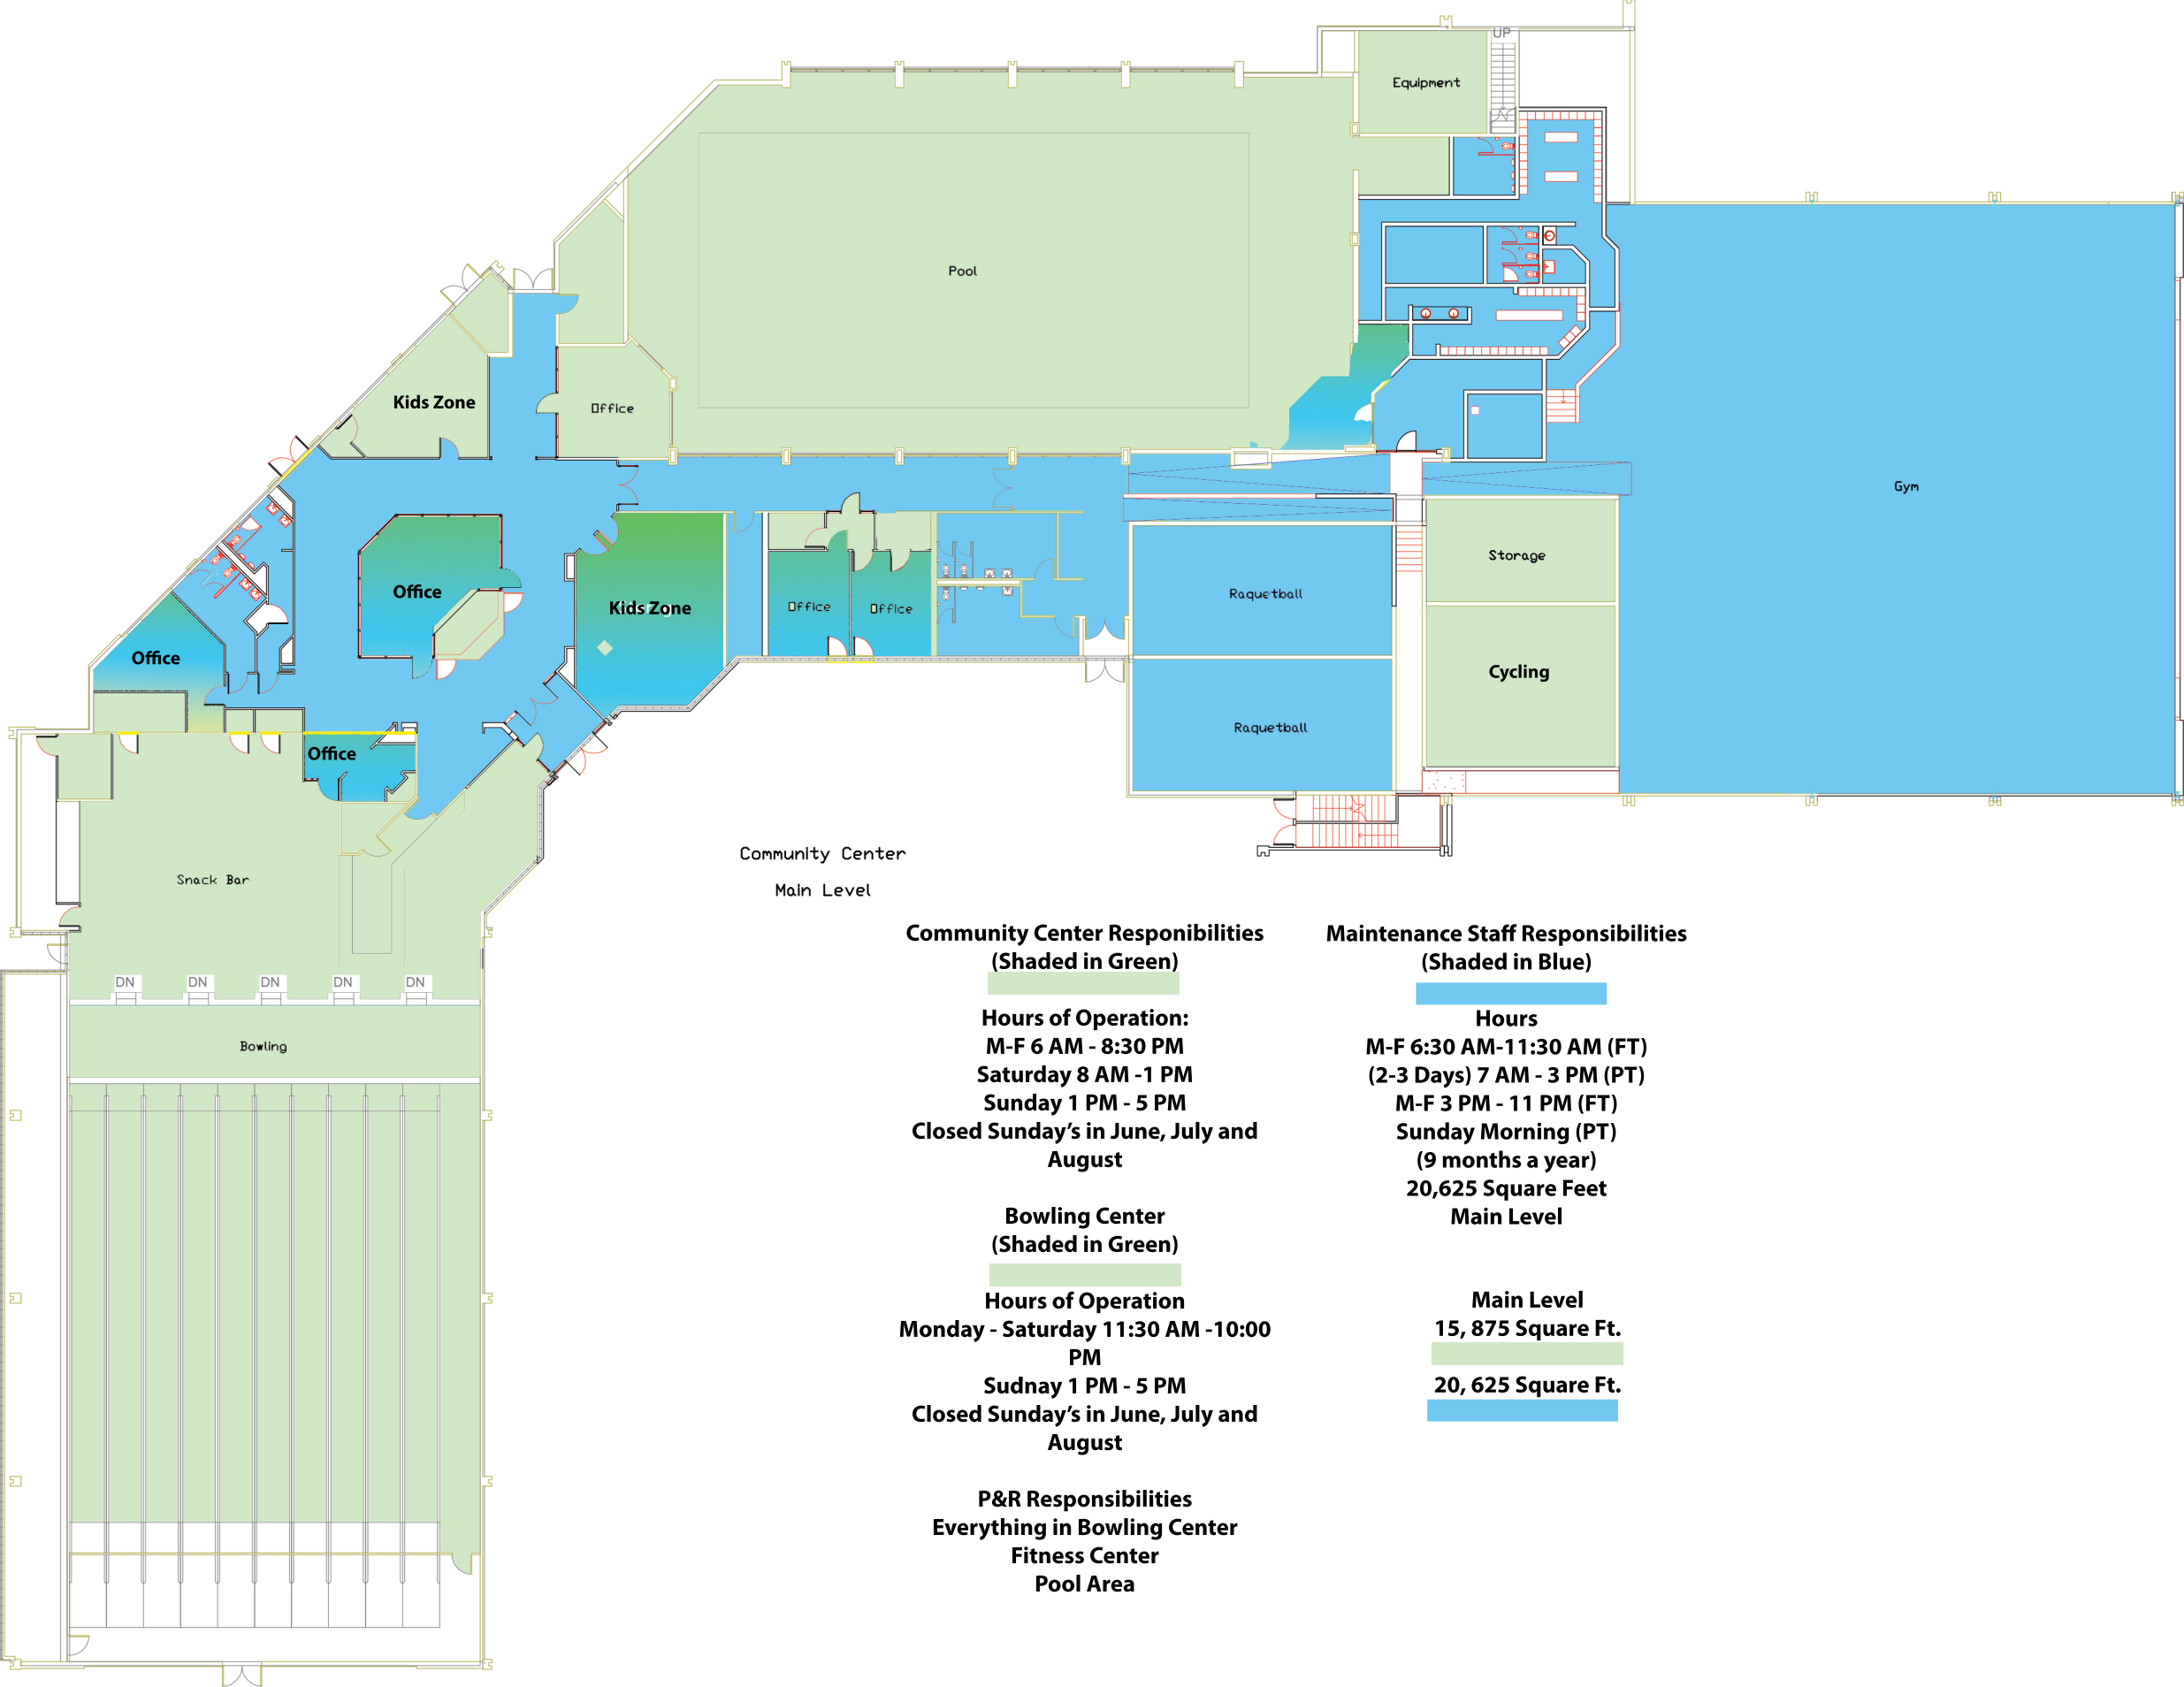 UP
Equipment
Pool
Kids Zone
Office
Gym
Storage
Office
Raquetball
Kids Zone
Office
Office
Office
Cycling
Raquetball
Office
Snack Bar
DN
DN
DN
DN
DN
Bowling
Community Center
Main Level
Community Center Responibilities
(Shaded in Green)
Hours of Operation:
M-F 6 AM - 8:30 PM
Saturday 8 AM -1 PM
Sunday 1 PM - 5 PM
Closed Sunday’s in June, July and
August
Bowling Center
(Shaded in Green)
Hours of Operation
Monday - Saturday 11:30 AM -10:00
PM
Sudnay 1 PM - 5 PM
Closed Sunday’s in June, July and
August
P&R Responsibilities
Everything in Bowling Center
Fitness Center
Pool Area
Maintenance Staff Responsibilities
(Shaded in Blue)
Hours
M-F 6:30 AM-11:30 AM (FT)
(2-3 Days) 7 AM - 3 PM (PT)
M-F 3 PM - 11 PM (FT)
Sunday Morning (PT)
(9 months a year)
20,625 Square Feet
Main Level
Main Level
15, 875 Square Ft.
20, 625 Square Ft.